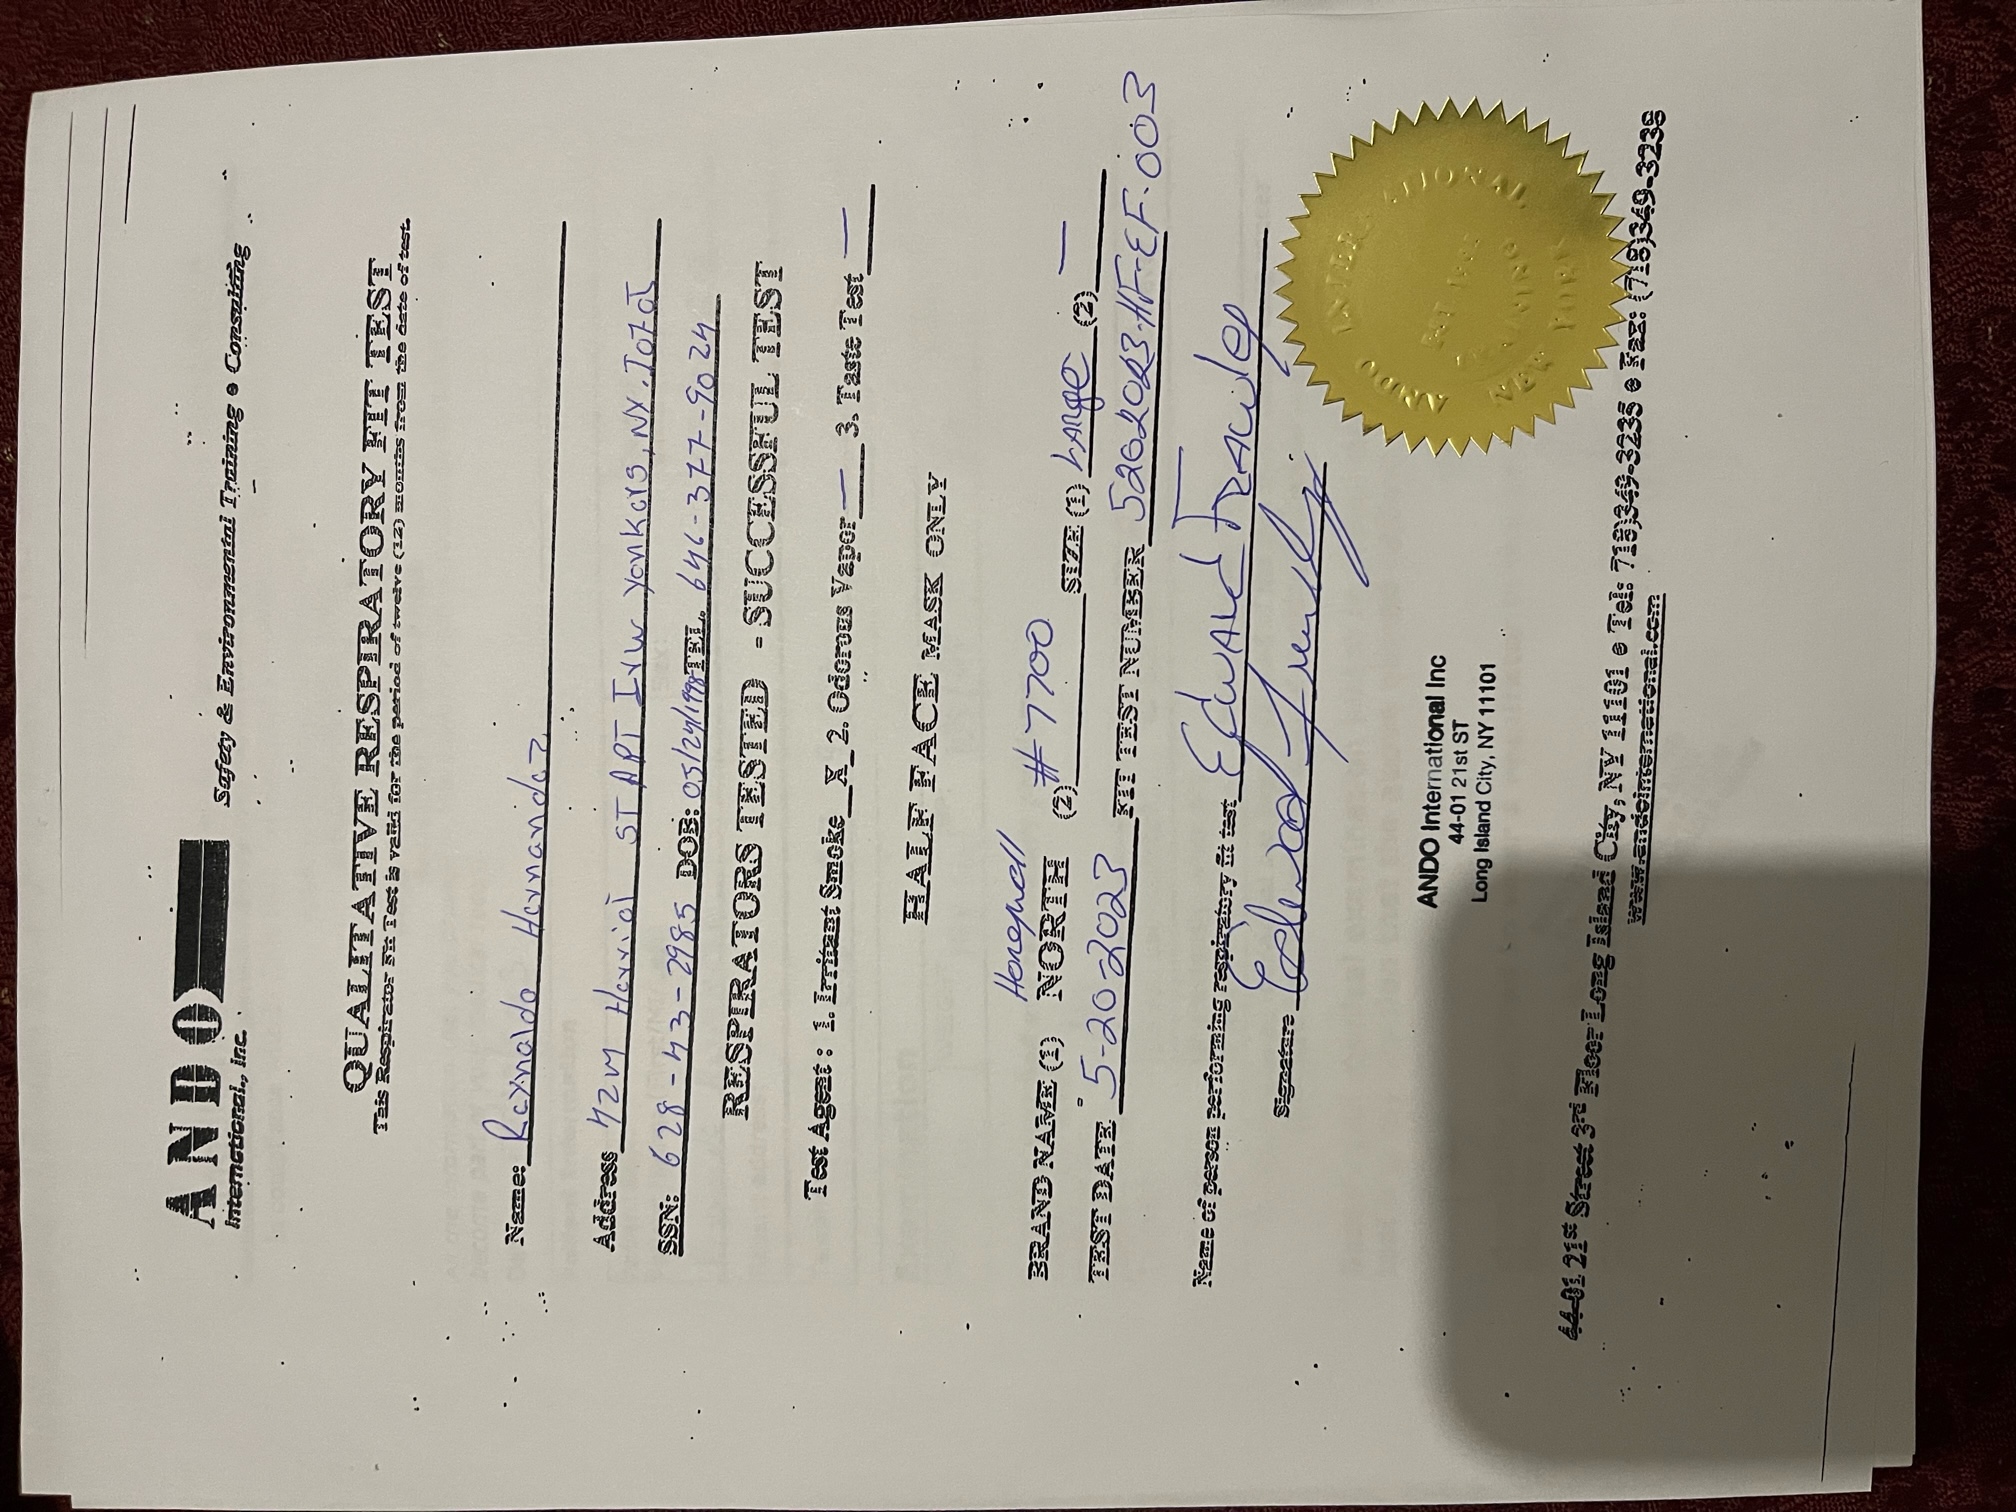 ANDO
International, Inc.
Safety & Environmental Training • Consulting
QUALITATIVE RESPIRATORY FIT TEST
This Respirator Fit Test is valid for the period of twelve (12) months from the date of test.
Name: Raynaldo Hernandez
Address 424 Herriot ST APT Yonkers, NY.
SSN: 628-43-2985 DOB: 05/24/1998 TEL. 646-377-9024
RESPIRATORS TESTED - SUCCESSFUL TEST
Test Agent : 1. Irritant Smoke X 2. Odorous Vapor — 3. Taste Test —
HALF FACE MASK ONLY
Honeywell
BRAND NAME (1) NORTH (2) #7700 SIZE (1) LARGE (2) —
TEST DATE 5-20-2023 KIT TEST NUMBER 5202023-HF-EF-003
Name of person performing respiratory fit test Edward Frawley
Signature
ANDO International Inc
44-01 21st ST
Long Island City, NY 11101
ANDO INTERNATIONAL
NEW YORK
44-01 21st Street 3rd Floor Long Island City, NY 11101 • Tel: 718)349-3235 • Fax: (718)349-3238
www.andointernational.com